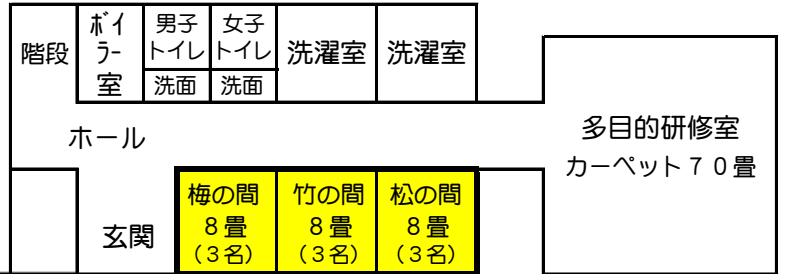 階段
ﾎﾞｲ
ﾗｰ
室
男子
トイレ
洗面
女子
トイレ
洗面
洗濯室
洗濯室
ホール
多目的研修室
カーペット７０畳
玄関
梅の間
８畳
（３名）
竹の間
８畳
（３名）
松の間
８畳
（３名）